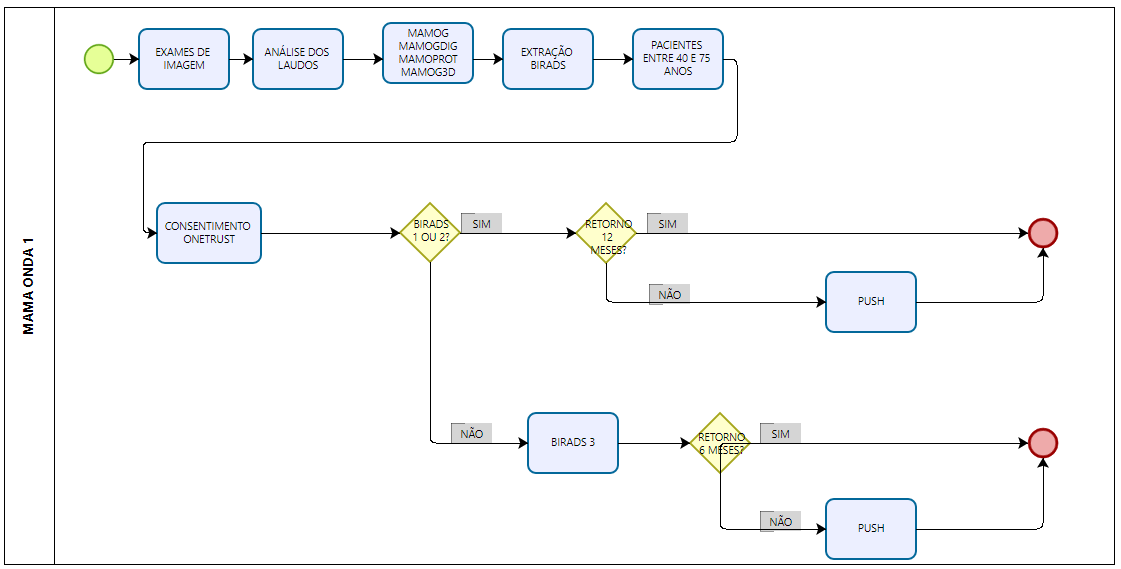 MAMA ONDA 1
EXAMES DE
IMAGEM
ANÁLISE DOS
LAUDOS
MAMOG
MAMOGDIG
MAMOPROT
MAMOG3D
EXTRAÇÃO
BIRADS
PACIENTES
ENTRE 40 E 75
ANOS
CONSENTIMENTO
ONETRUST
BIRADS
1 OU 2?
SIM
RETORNO
12
MESES?
SIM
NÃO
PUSH
NÃO
BIRADS 3
RETORNO
6 MESES?
SIM
NÃO
PUSH